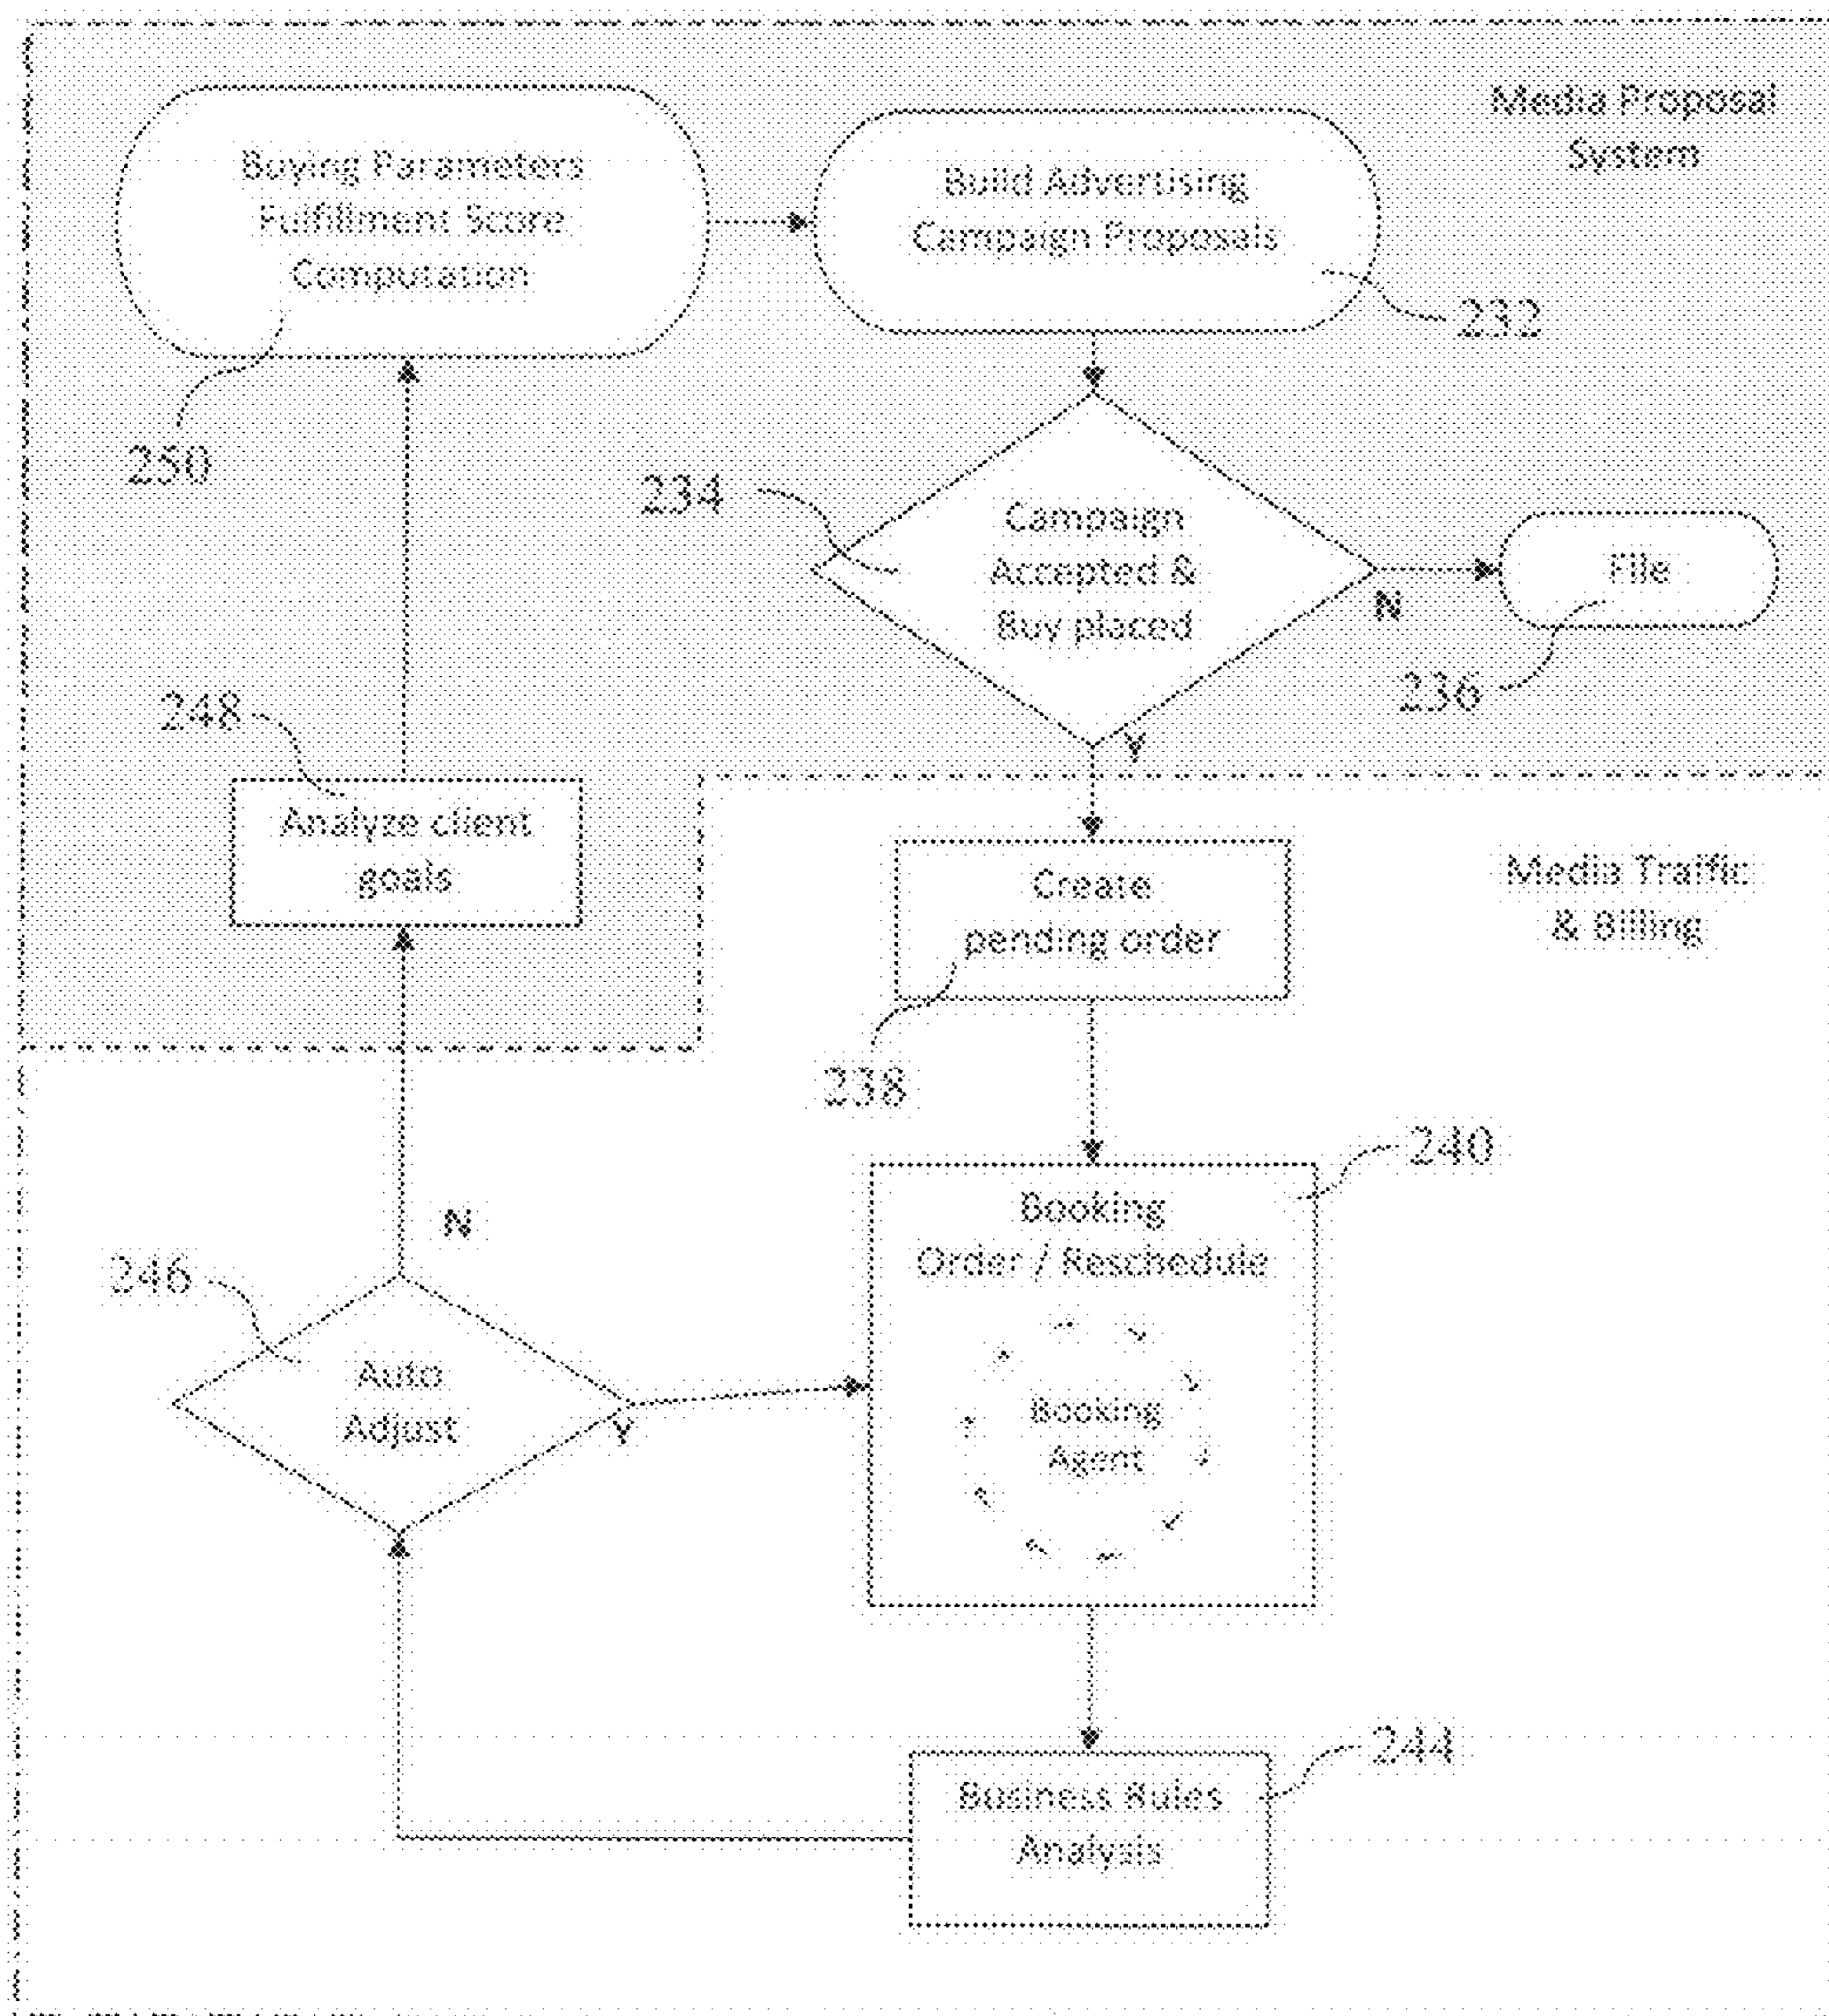 Media Proposal
System
Buying Parameters
Fulfillment Score
Computation
Build Advertising
Campaign Proposals
232
250
234
Campaign
Accepted &
Buy placed
File
N
236
Y
248
Analyze client
goals
Create
pending order
Media Traffic
& Billing
238
240
Booking
Order / Reschedule
N
246
Auto
Adjust
Y
Booking
Agent
244
Business Rules
Analysis